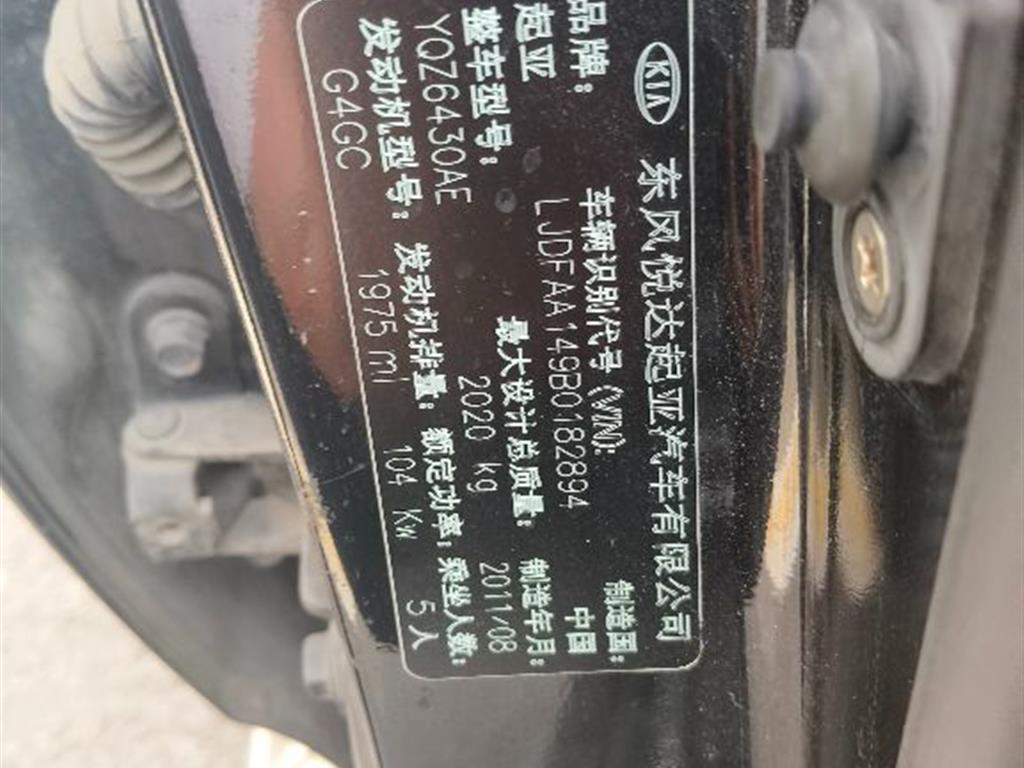 KIA 东风悦达起亚汽车有限公司
品牌: 车辆识别代号(VIN): 制造国:
起亚 LJDFAA149B0182894 中国
整车型号: 最大设计总质量: 制造年月:
YQZ6430AE 2020 kg 2011/08
发动机型号: 发动机排量: 额定功率: 乘坐人数:
G4GC 1975 ml 104 Kw 5人